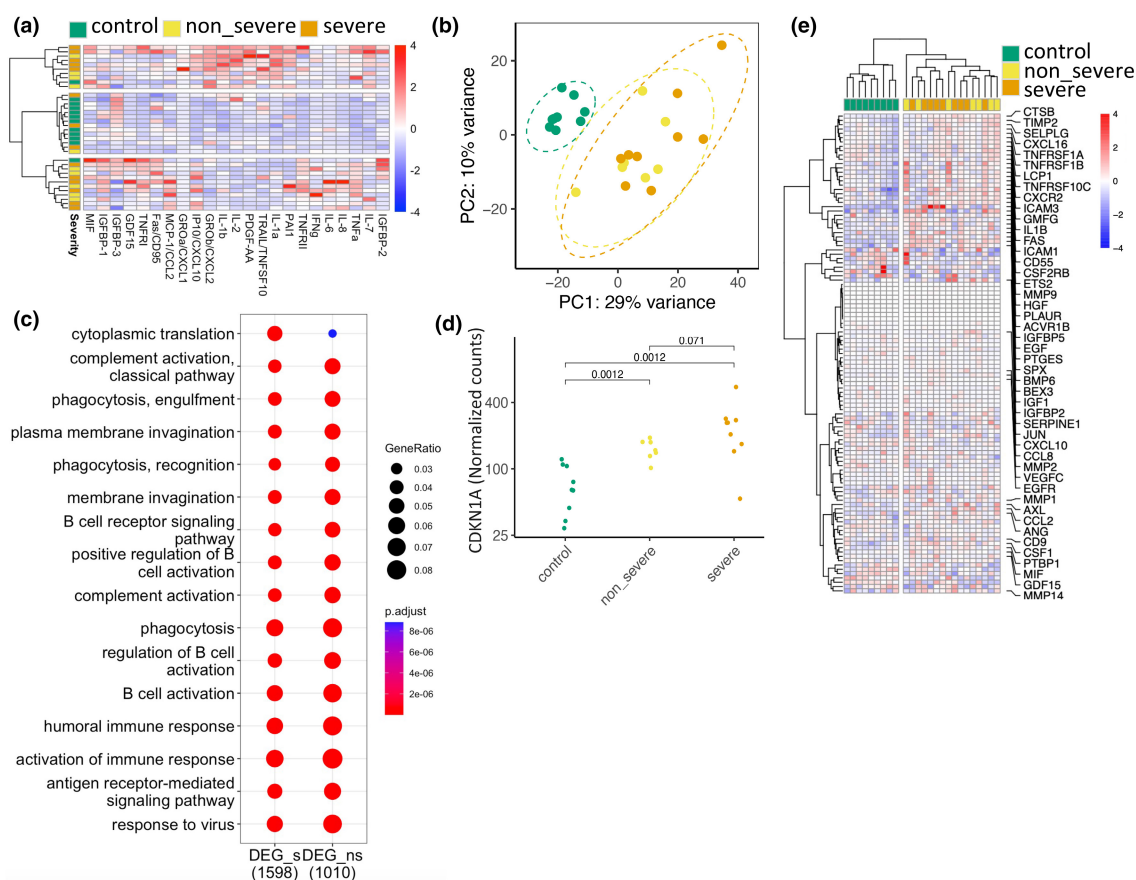 (a)
control
non_severe
severe
4
2
0
-2
-4
Severity
MIF
IGFBP-1
IGFBP-3
GDF15
TNFRI
Fas/CD95
MCP-1/CCL2
GROa/CXCL1
IP10/CXCL10
GROb/CXCL2
IL-1b
IL-2
PDGF-AA
TRAIL/TNFSF10
IL-1a
PAI1
TNFRII
IFNg
IL-6
IL-8
TNFa
IL-7
IGFBP-2
(b)
PC2: 10% variance
20
0
−20
−20
0
20
40
PC1: 29% variance
(c)
cytoplasmic translation
complement activation,
classical pathway
phagocytosis, engulfment
plasma membrane invagination
phagocytosis, recognition
membrane invagination
B cell receptor signaling
pathway
positive regulation of B
cell activation
complement activation
phagocytosis
regulation of B cell
activation
B cell activation
humoral immune response
activation of immune response
antigen receptor-mediated
signaling pathway
response to virus
DEG_s
(1598)
DEG_ns
(1010)
GeneRatio
0.03
0.04
0.05
0.06
0.07
0.08
p.adjust
8e-06
6e-06
4e-06
2e-06
(d)
CDKN1A (Normalized counts)
400
100
25
0.071
0.0012
0.0012
control
non_severe
severe
(e)
control
non_severe
severe
4
2
0
−2
−4
CTSB
TIMP2
SELPLG
CXCL16
TNFRSF1A
TNFRSF1B
LCP1
TNFRSF10C
CXCR2
ICAM3
GMFG
IL1B
FAS
ICAM1
CD55
CSF2RB
ETS2
MMP9
HGF
PLAUR
ACVR1B
IGFBP5
EGF
PTGES
SPX
BMP6
BEX3
IGF1
IGFBP2
SERPINE1
JUN
CXCL10
CCL8
MMP2
VEGFC
EGFR
MMP1
AXL
CCL2
ANG
CD9
CSF1
PTBP1
MIF
GDF15
MMP14